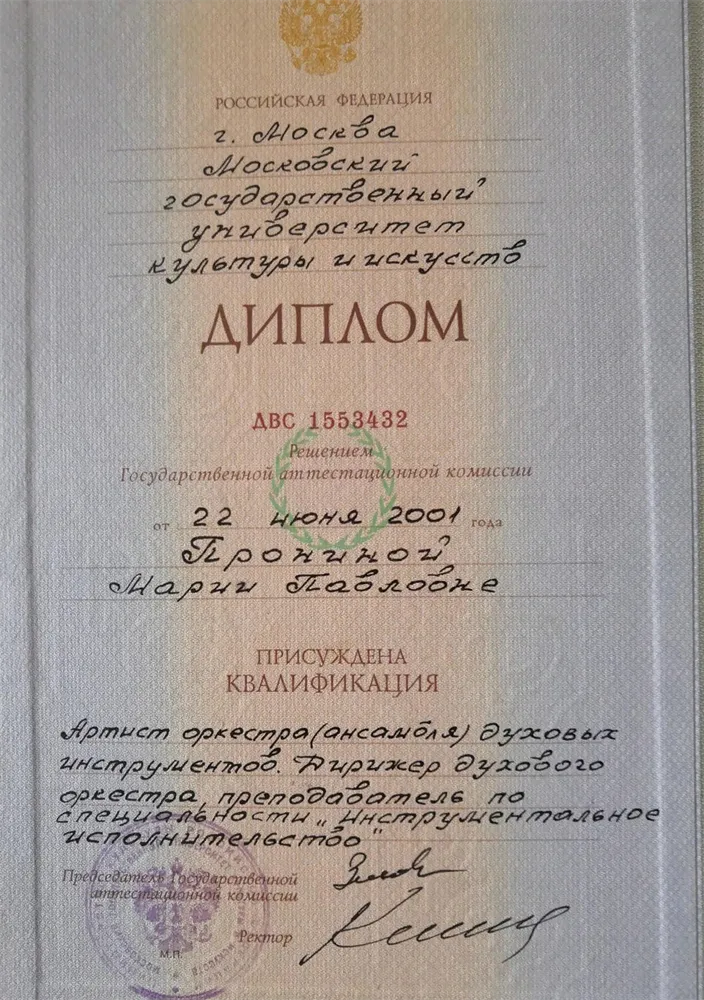 РОССИЙСКАЯ ФЕДЕРАЦИЯ
г. Москва
Московский
государственный
университет
культуры и искусств
ДИПЛОМ
ДВС 1553432
Решением
Государственной аттестационной комиссии
от 22 июня 2001 года
Прониной
Марии Павловне
ПРИСУЖДЕНА
КВАЛИФИКАЦИЯ
Артист оркестра (ансамбля) духовых
инструментов. Дирижер духового
оркестра, преподаватель по
специальности „Инструментальное
исполнительство"
Председатель Государственной
аттестационной комиссии
Ректор
М.П.